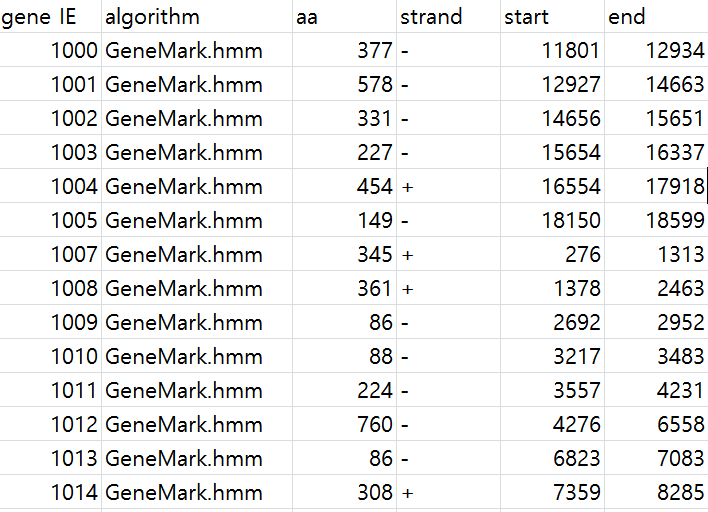 gene IE algorithm aa strand start end
1000 GeneMark.hmm 377 - 11801 12934
1001 GeneMark.hmm 578 - 12927 14663
1002 GeneMark.hmm 331 - 14656 15651
1003 GeneMark.hmm 227 - 15654 16337
1004 GeneMark.hmm 454 + 16554 17918
1005 GeneMark.hmm 149 - 18150 18599
1007 GeneMark.hmm 345 + 276 1313
1008 GeneMark.hmm 361 + 1378 2463
1009 GeneMark.hmm 86 - 2692 2952
1010 GeneMark.hmm 88 - 3217 3483
1011 GeneMark.hmm 224 - 3557 4231
1012 GeneMark.hmm 760 - 4276 6558
1013 GeneMark.hmm 86 - 6823 7083
1014 GeneMark.hmm 308 + 7359 8285